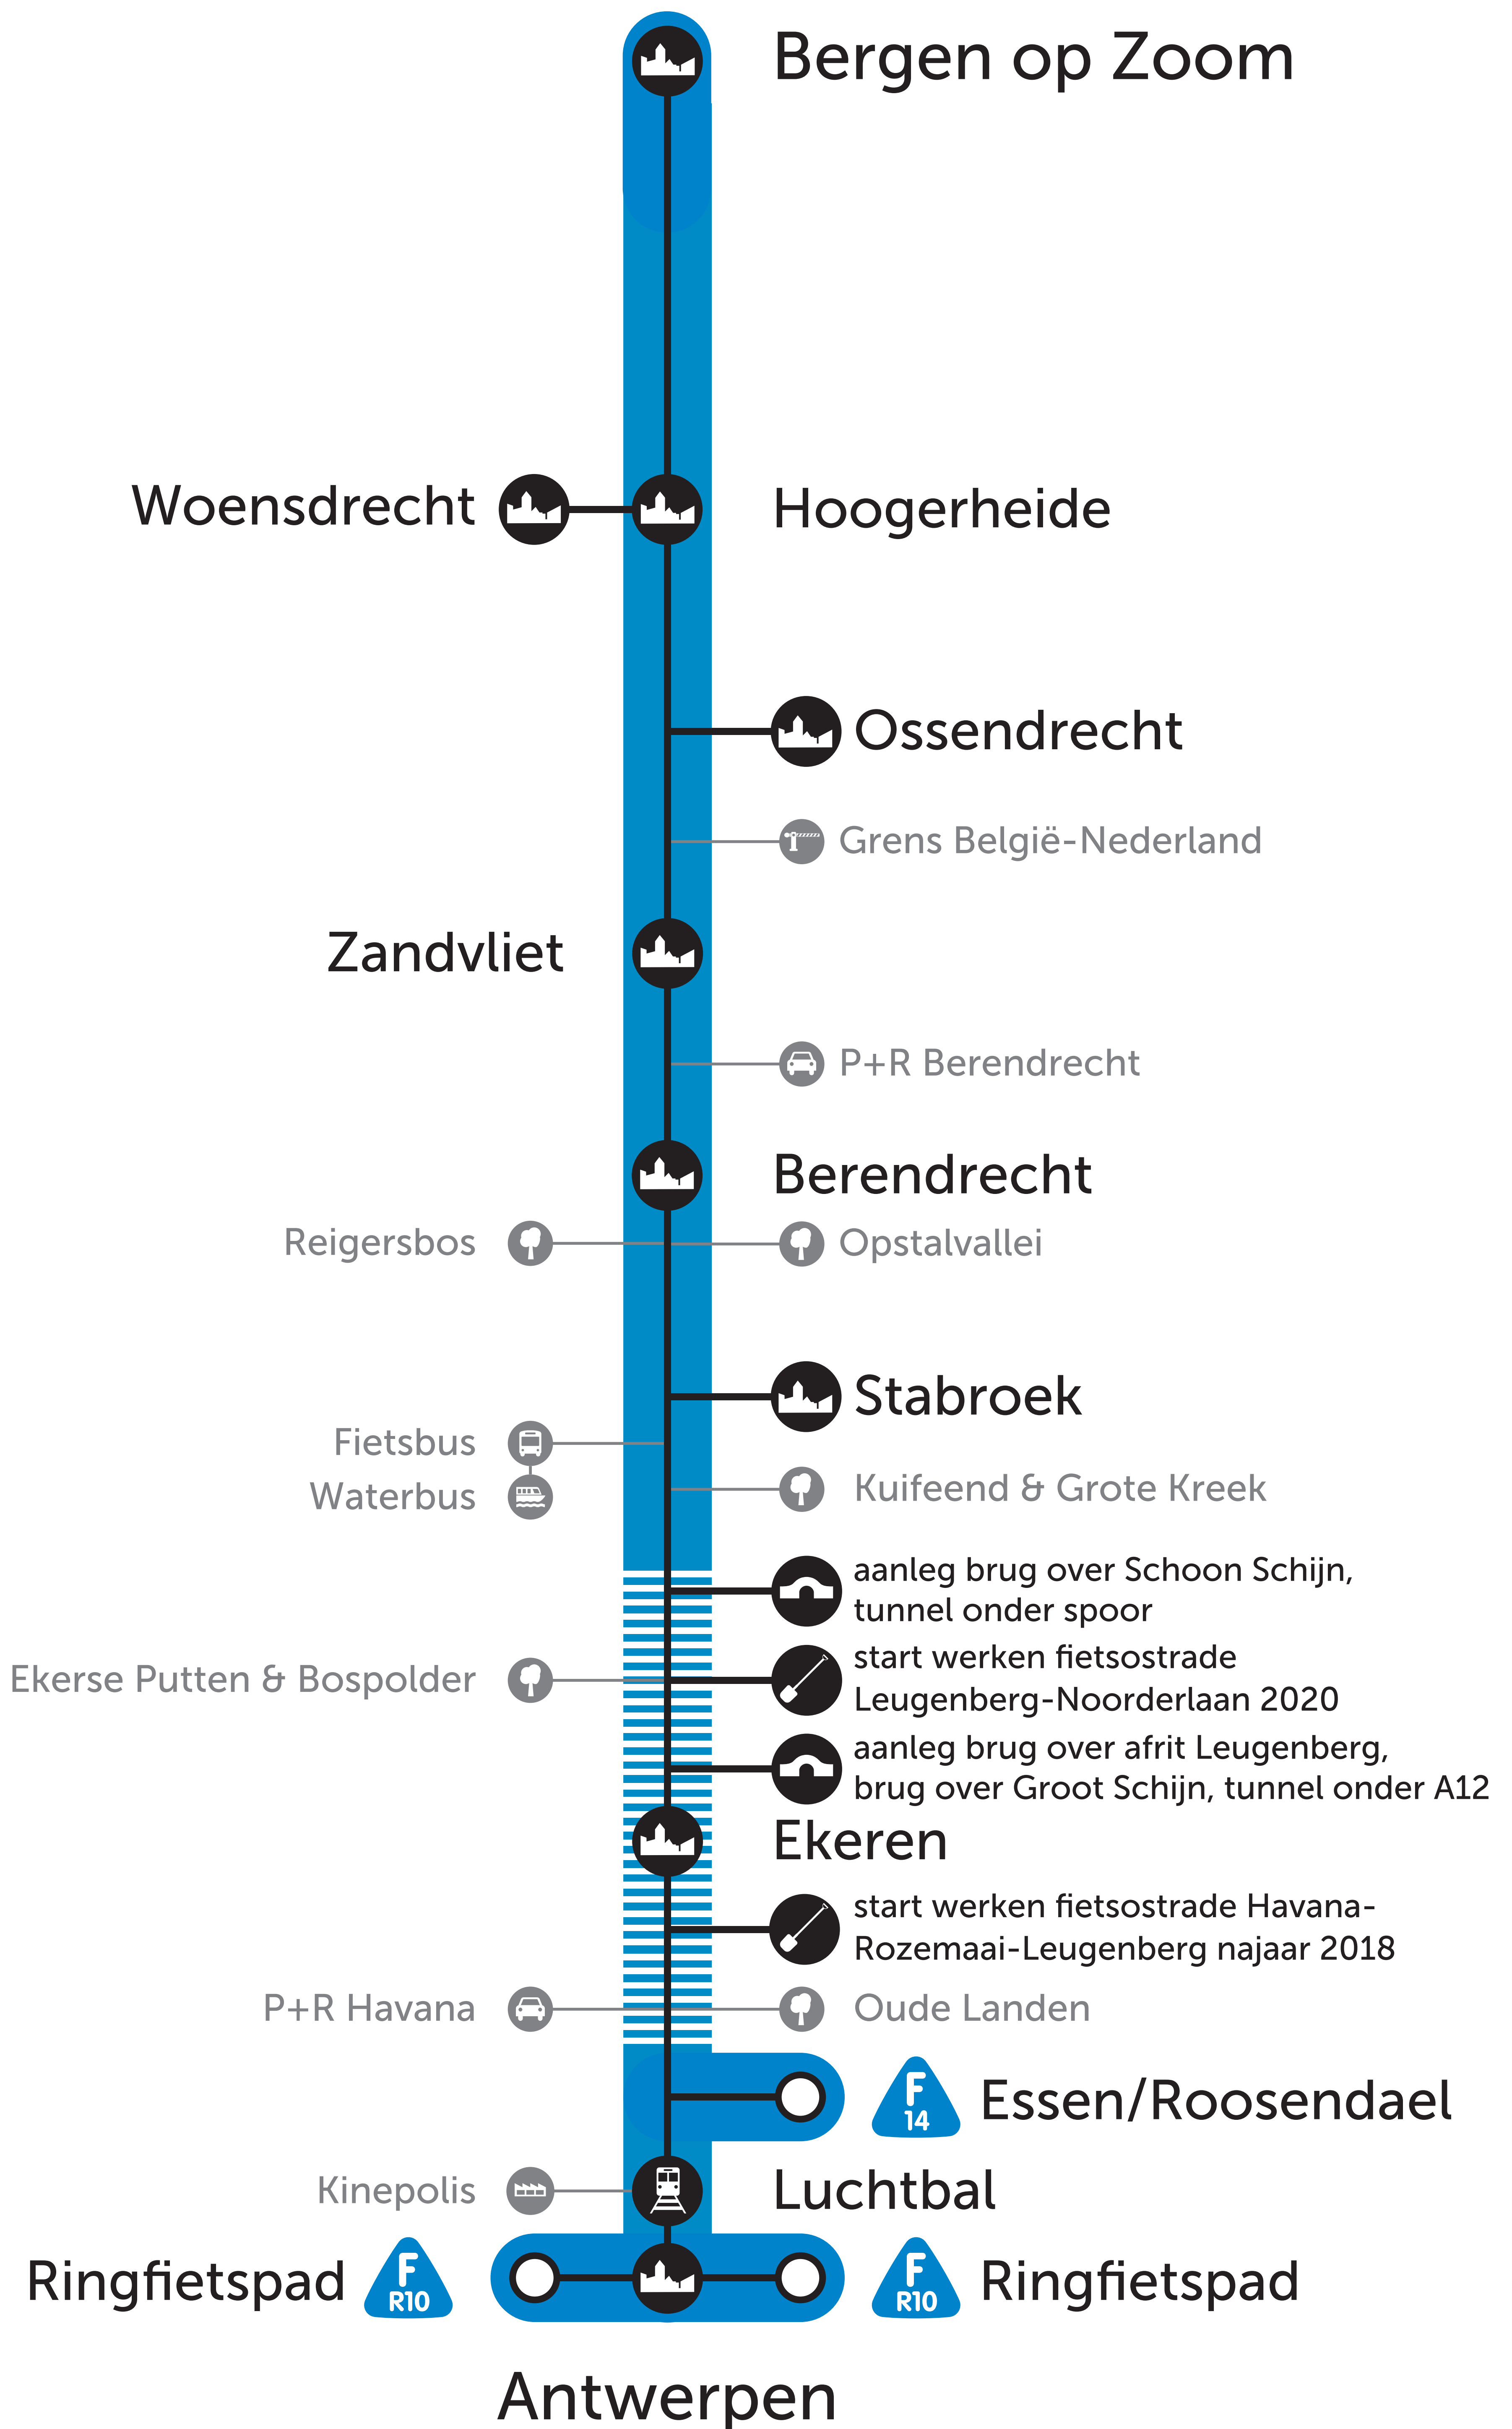 Bergen op Zoom
Woensdrecht
Hoogerheide
Ossendrecht
Grens België-Nederland
Zandvliet
P+R Berendrecht
Berendrecht
Reigersbos
Opstalvallei
Stabroek
Fietsbus
Waterbus
Kuifeend & Grote Kreek
aanleg brug over Schoon Schijn,
tunnel onder spoor
Ekerse Putten & Bospolder
start werken fietsostrade
Leugenberg-Noorderlaan 2020
aanleg brug over afrit Leugenberg,
brug over Groot Schijn, tunnel onder A12
Ekeren
start werken fietsostrade Havana-
Rozemaai-Leugenberg najaar 2018
P+R Havana
Oude Landen
F
14
Essen/Roosendael
Kinepolis
Luchtbal
Ringfietspad
F
R10
F
R10
Ringfietspad
Antwerpen